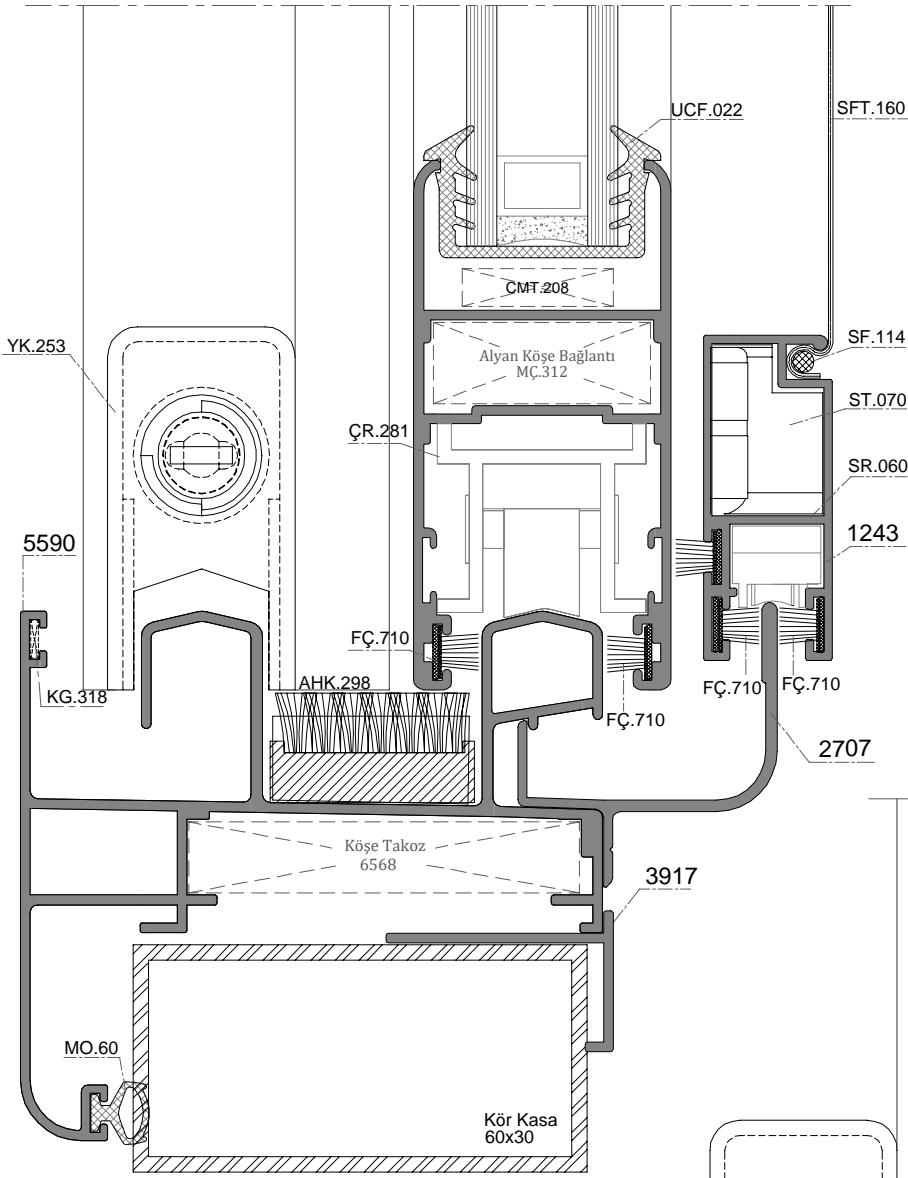 UCF.022
SFT.160
CMT.208
YK.253
SF.114
Alyan Köşe Bağlantı
MÇ.312
ST.070
ÇR.281
SR.060
5590
1243
FÇ.710
KG.318
AHK.298
FÇ.710
FÇ.710
FÇ.710
2707
Köşe Takoz
6568
3917
MO.60
Kör Kasa
60x30